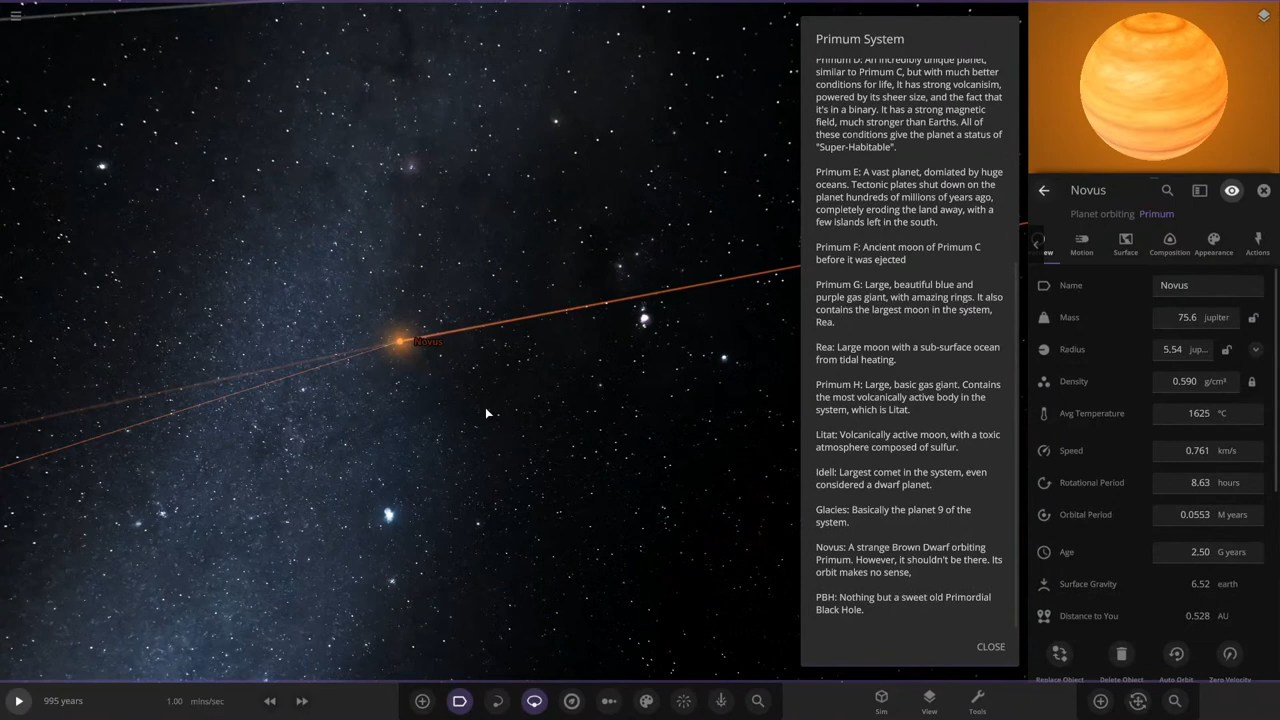 Primum System
Primum D: An incredibly unique planet,
similar to Primum C, but with much better
conditions for life, It has strong volcanism,
powered by its sheer size, and the fact that
it's in a binary. It has a strong magnetic
field, much stronger than Earths. All of
these conditions give the planet a status of
"Super-Habitable".
Primum E: A vast planet, domiated by huge
oceans. Tectonic plates shut down on the
planet hundreds of millions of years ago,
completely eroding the land away, with a
few islands left in the south.
Primum F: Ancient moon of Primum C
before it was ejected
Primum G: Large, beautiful blue and
purple gas giant, with amazing rings. It also
contains the largest moon in the system,
Rea.
Rea: Large moon with a sub-surface ocean
from tidal heating.
Primum H: Large, basic gas giant. Contains
the most volcanically active body in the
system, which is Litat.
Litat: Volcanically active moon, with a toxic
atmosphere composed of sulfur.
Idell: Largest comet in the system, even
considered a dwarf planet.
Glacies: Basically the planet 9 of the
system.
Novus: A strange Brown Dwarf orbiting
Primum. However, it shouldn't be there. Its
orbit makes no sense,
PBH: Nothing but a sweet old Primordial
Black Hole.
CLOSE
Novus
Novus
Planet orbiting Primum
Motion Surface Composition Appearance Actions
Name Novus
Mass 75.6 jupiter
Radius 5.54 jup...
Density 0.590 g/cm³
Avg Temperature 1625 °C
Speed 0.761 km/s
Rotational Period 8.63 hours
Orbital Period 0.0553 M years
Age 2.50 G years
Surface Gravity 6.52 earth
Distance to You 0.528 AU
Replace Object Delete Object Auto Orbit Zero Velocity
995 years 1.00 mins/sec Sim View Tools